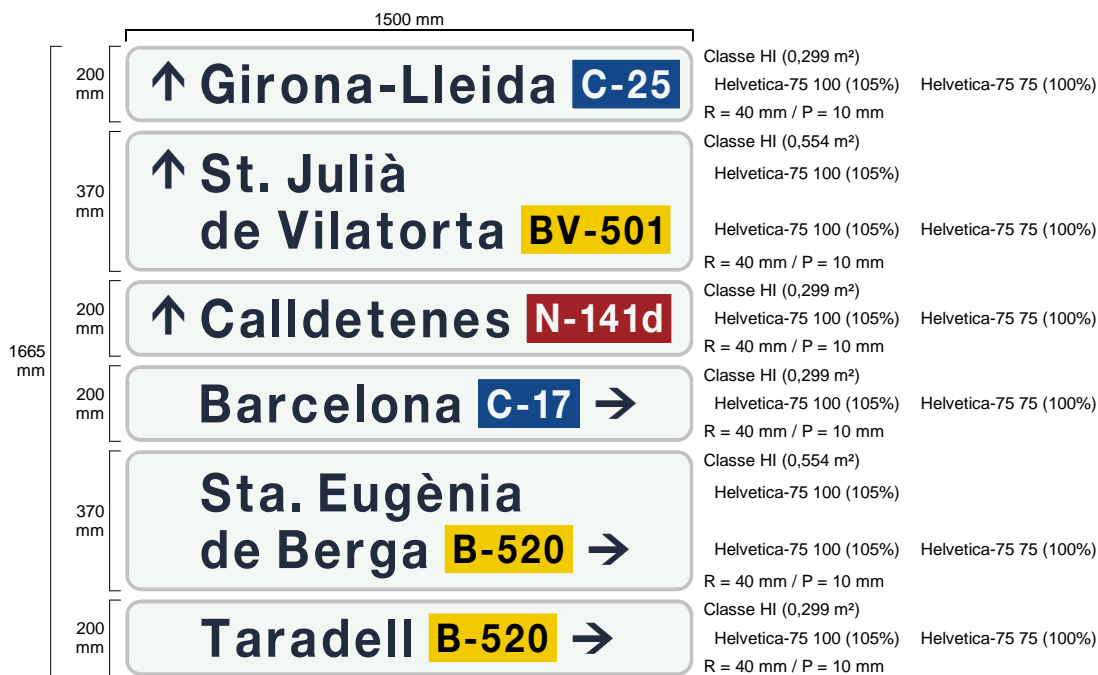 1500 mm
1665 mm
200 mm
↑ Girona-Lleida C-25
Classe HI (0,299 m²)
Helvetica-75 100 (105%) Helvetica-75 75 (100%)
R = 40 mm / P = 10 mm
370 mm
↑ St. Julià
de Vilatorta BV-501
Classe HI (0,554 m²)
Helvetica-75 100 (105%)
Helvetica-75 100 (105%) Helvetica-75 75 (100%)
R = 40 mm / P = 10 mm
200 mm
↑ Calldetenes N-141d
Classe HI (0,299 m²)
Helvetica-75 100 (105%) Helvetica-75 75 (100%)
R = 40 mm / P = 10 mm
200 mm
Barcelona C-17 →
Classe HI (0,299 m²)
Helvetica-75 100 (105%) Helvetica-75 75 (100%)
R = 40 mm / P = 10 mm
370 mm
Sta. Eugènia
de Berga B-520 →
Classe HI (0,554 m²)
Helvetica-75 100 (105%)
Helvetica-75 100 (105%) Helvetica-75 75 (100%)
R = 40 mm / P = 10 mm
200 mm
Taradell B-520 →
Classe HI (0,299 m²)
Helvetica-75 100 (105%) Helvetica-75 75 (100%)
R = 40 mm / P = 10 mm